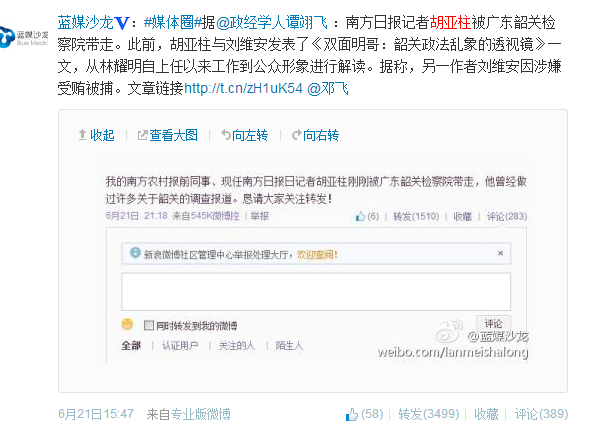 蓝媒沙龙V：#媒体圈#据@政经学人谭翊飞 ：南方日报记者胡亚柱被广东韶关检
察院带走。此前，胡亚柱与刘维安发表了《双面明哥：韶关政法乱象的透视镜》一
文，从林耀明自上任以来工作到公众形象进行解读。据称，另一作者刘维安因涉嫌
受贿被捕。文章链接http://t.cn/zH1uK54 @邓飞
蓝媒沙龙
Blue Medi
收起 | 查看大图 | 向左转 | 向右转
我的南方农村报前同事、现任南方日报日记者胡亚柱刚刚被广东韶关检察院带走，他曾经做
过许多关于韶关的调查报道。恳请大家关注转发！
6月21日 21:18 来自545K微博控 | 举报 (6) | 转发(1510) | 收藏 | 评论(283)
新浪微博社区管理中心举报处理大厅，欢迎查阅！ ×
同时转发到我的微博 评论
全部 | 认证用户 | 关注的人 | 陌生人
@蓝媒沙龙
weibo.com/lanmeishalong
6月21日15:47 来自专业版微博 (58) | 转发(3499) | 收藏 | 评论(389)